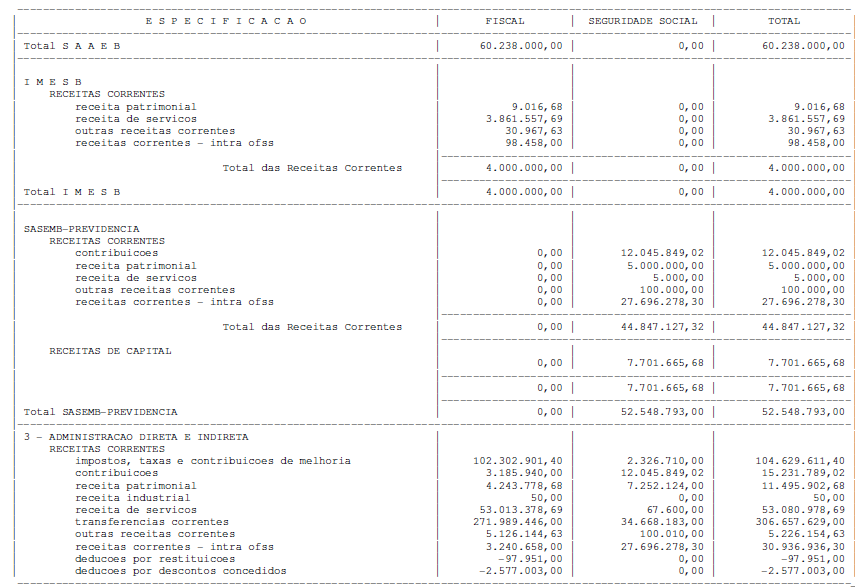 E S P E C I F I C A C A O | FISCAL | SEGURIDADE SOCIAL | TOTAL
Total S A A E B | 60.238.000,00 | 0,00 | 60.238.000,00
I M E S B
RECEITAS CORRENTES
receita patrimonial 9.016,68 0,00 9.016,68
receita de servicos 3.861.557,69 0,00 3.861.557,69
outras receitas correntes 30.967,63 0,00 30.967,63
receitas correntes - intra ofss 98.458,00 0,00 98.458,00
Total das Receitas Correntes 4.000.000,00 | 0,00 | 4.000.000,00
Total I M E S B 4.000.000,00 | 0,00 | 4.000.000,00
SASEMB-PREVIDENCIA
RECEITAS CORRENTES
contribuicoes 0,00 12.045.849,02 12.045.849,02
receita patrimonial 0,00 5.000.000,00 5.000.000,00
receita de servicos 0,00 5.000,00 5.000,00
outras receitas correntes 0,00 100.000,00 100.000,00
receitas correntes - intra ofss 0,00 27.696.278,30 27.696.278,30
Total das Receitas Correntes 0,00 | 44.847.127,32 | 44.847.127,32
RECEITAS DE CAPITAL
0,00 | 7.701.665,68 | 7.701.665,68
0,00 | 7.701.665,68 | 7.701.665,68
Total SASEMB-PREVIDENCIA 0,00 | 52.548.793,00 | 52.548.793,00
3 - ADMINISTRACAO DIRETA E INDIRETA
RECEITAS CORRENTES
impostos, taxas e contribuicoes de melhoria 102.302.901,40 2.326.710,00 104.629.611,40
contribuicoes 3.185.940,00 12.045.849,02 15.231.789,02
receita patrimonial 4.243.778,68 7.252.124,00 11.495.902,68
receita industrial 50,00 0,00 50,00
receita de servicos 53.013.378,69 67.600,00 53.080.978,69
transferencias correntes 271.989.446,00 34.668.183,00 306.657.629,00
outras receitas correntes 5.126.144,63 100.010,00 5.226.154,63
receitas correntes - intra ofss 3.240.658,00 27.696.278,30 30.936.936,30
deducoes por restituicoes -97.951,00 0,00 -97.951,00
deducoes por descontos concedidos -2.577.003,00 0,00 -2.577.003,00